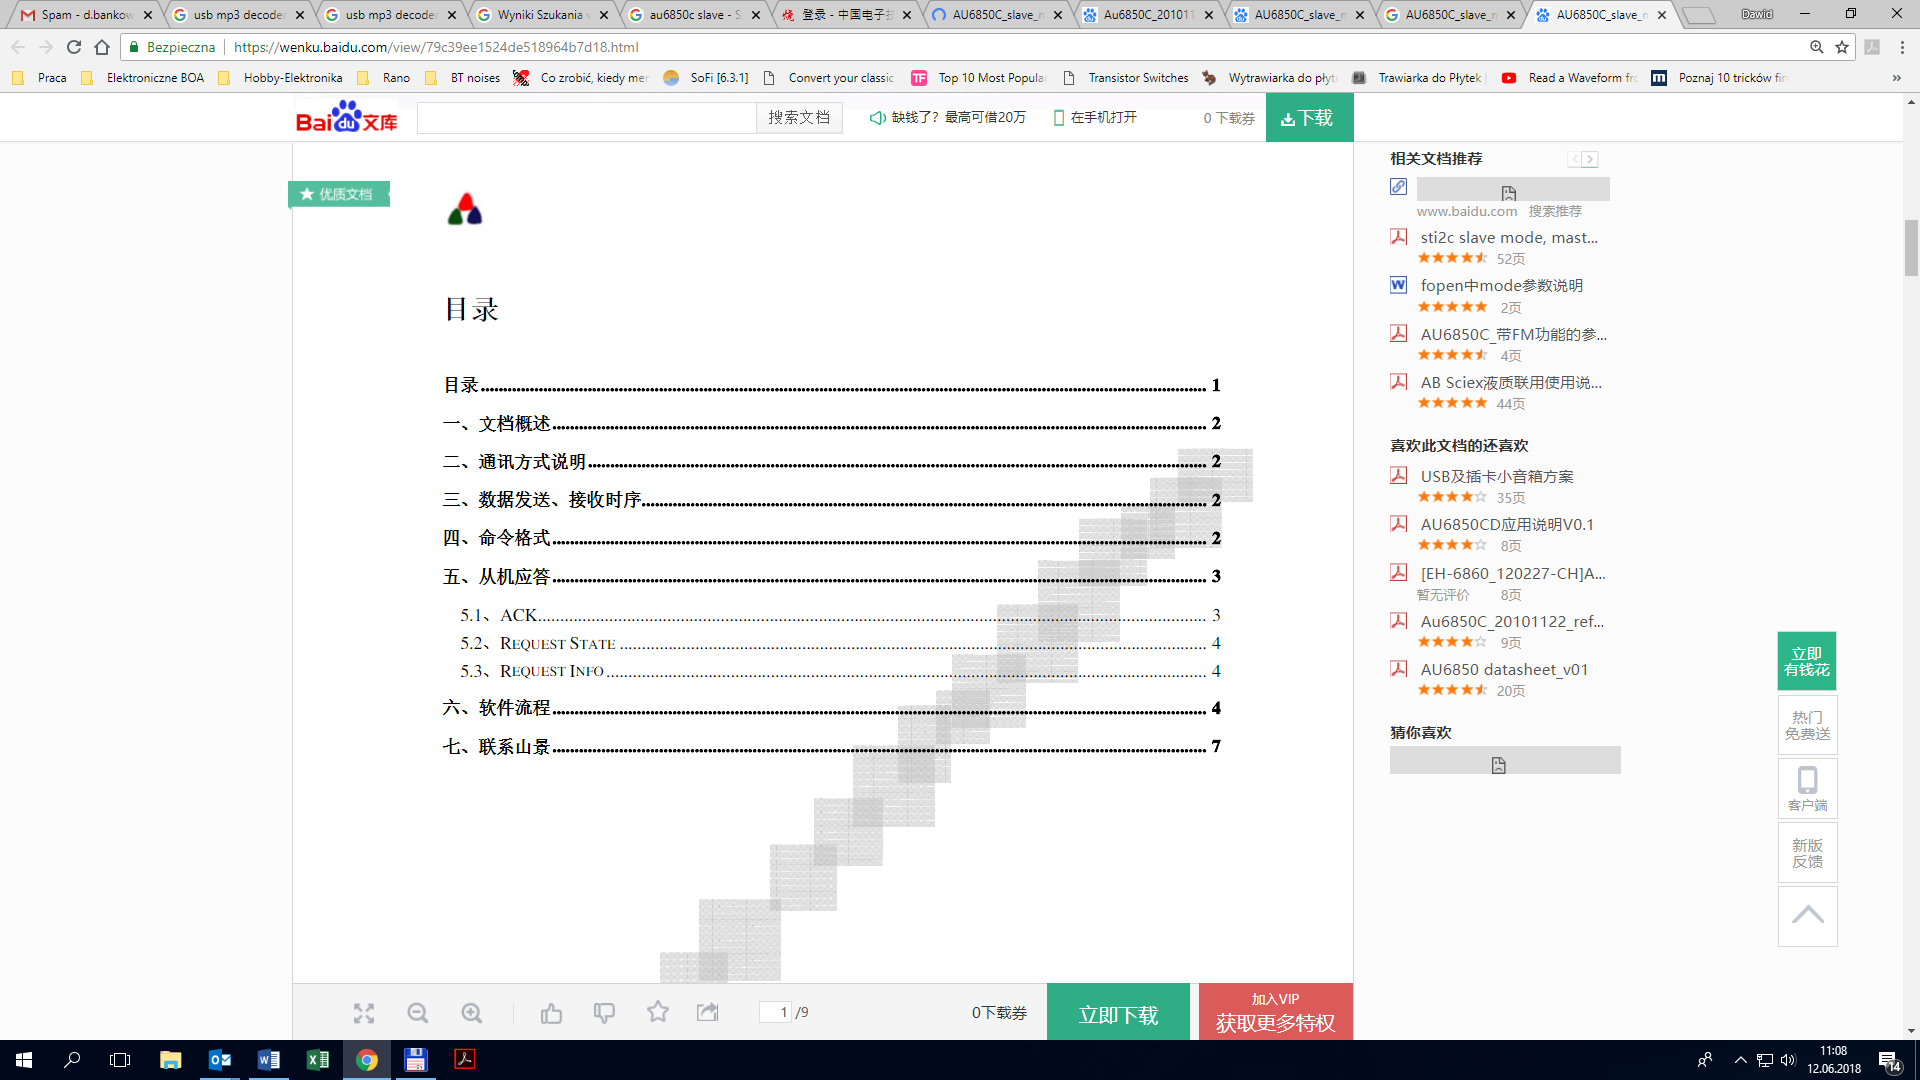 Spam - d.bankow
usb mp3 decoder
usb mp3 decoder
Wyniki Szukania w
au6850c slave - S
登录 - 中国电子技
AU6850C_slave_m
Au6850C_201011
AU6850C_slave_m
AU6850C_slave_m
AU6850C_slave_m
Dawid
Bezpieczna
https://wenku.baidu.com/view/79c39ee1524de518964b7d18.html
Praca
Elektroniczne BOA
Hobby-Elektronika
Rano
BT noises
Co zrobić, kiedy mer
SoFi [6.3.1]
Convert your classic
Top 10 Most Popula
Transistor Switches
Wytrawiarka do płyte
Trawiarka do Płytek
Read a Waveform fro
Poznaj 10 tricków fir
»
Bai du 文库
搜索文档
缺钱了？最高可借20万
在手机打开
0 下载券
下载
优质文档
目录
目录 1
一、文档概述 2
二、通讯方式说明 2
三、数据发送、接收时序 2
四、命令格式 2
五、从机应答 3
5.1、ACK 3
5.2、REQUEST STATE 4
5.3、REQUEST INFO 4
六、软件流程 4
七、联系山景 7
相关文档推荐
www.baidu.com 搜索推荐
sti2c slave mode, mast...
52页
fopen中mode参数说明
2页
AU6850C_带FM功能的参...
4页
AB Sciex液质联用使用说...
44页
喜欢此文档的还喜欢
USB及插卡小音箱方案
35页
AU6850CD应用说明V0.1
8页
[EH-6860_120227-CH]A...
暂无评价 8页
Au6850C_20101122_ref...
9页
AU6850 datasheet_v01
20页
猜你喜欢
立即
有钱花
热门
免费送
客户端
新版
反馈
1 /9
0下载券
立即下载
加入VIP
获取更多特权
11:08
12.06.2018
14